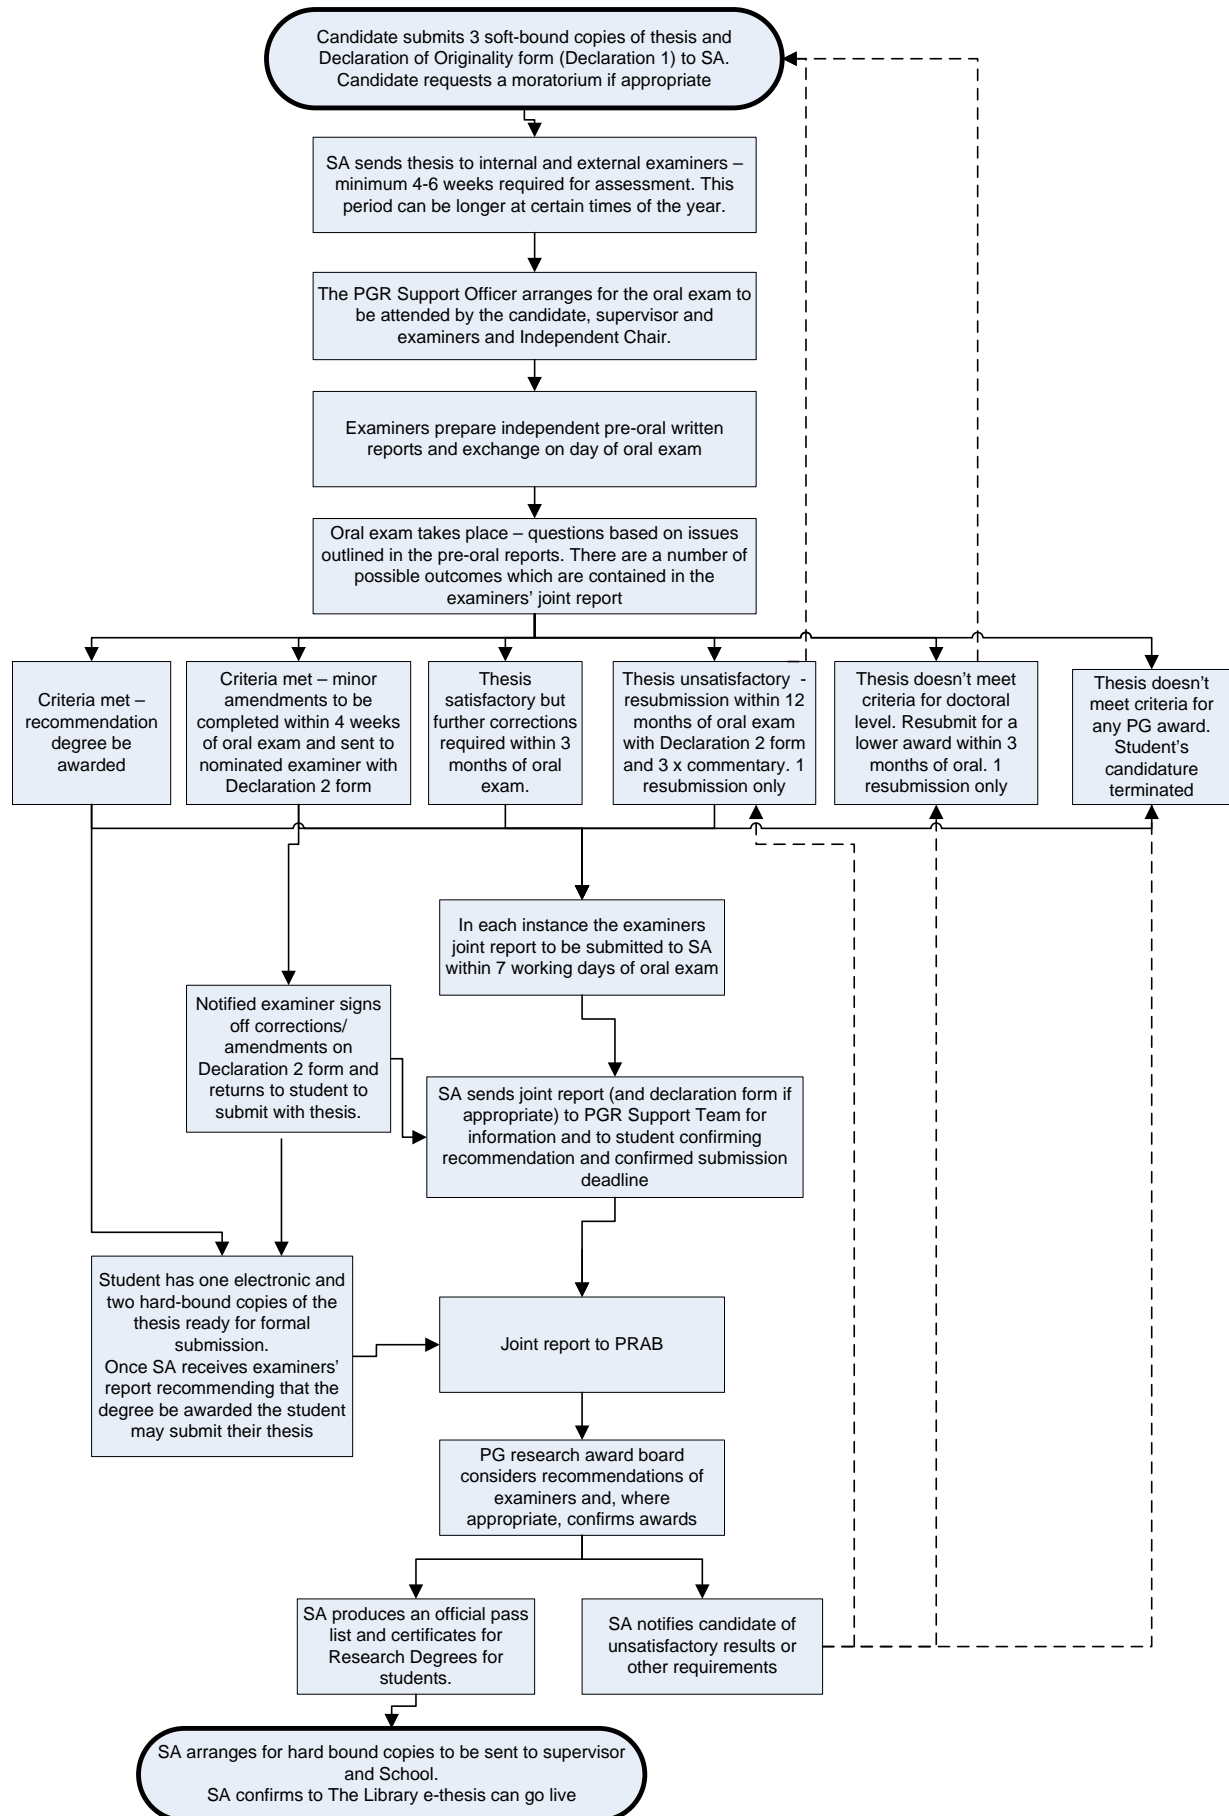 Candidate submits 3 soft-bound copies of thesis and
Declaration of Originality form (Declaration 1) to SA.
Candidate requests a moratorium if appropriate
SA sends thesis to internal and external examiners –
minimum 4-6 weeks required for assessment. This
period can be longer at certain times of the year.
The PGR Support Officer arranges for the oral exam to
be attended by the candidate, supervisor and
examiners and Independent Chair.
Examiners prepare independent pre-oral written
reports and exchange on day of oral exam
Oral exam takes place – questions based on issues
outlined in the pre-oral reports. There are a number of
possible outcomes which are contained in the
examiners’ joint report
Criteria met –
recommendation
degree be
awarded
Criteria met – minor
amendments to be
completed within 4 weeks
of oral exam and sent to
nominated examiner with
Declaration 2 form
Thesis
satisfactory but
further corrections
required within 3
months of oral
exam.
Thesis unsatisfactory -
resubmission within 12
months of oral exam
with Declaration 2 form
and 3 x commentary. 1
resubmission only
Thesis doesn’t meet
criteria for doctoral
level. Resubmit for a
lower award within 3
months of oral. 1
resubmission only
Thesis doesn’t
meet criteria for
any PG award.
Student’s
candidature
terminated
In each instance the examiners
joint report to be submitted to SA
within 7 working days of oral exam
Notified examiner signs
off corrections/
amendments on
Declaration 2 form and
returns to student to
submit with thesis.
SA sends joint report (and declaration form if
appropriate) to PGR Support Team for
information and to student confirming
recommendation and confirmed submission
deadline
Student has one electronic and
two hard-bound copies of the
thesis ready for formal
submission.
Once SA receives examiners’
report recommending that the
degree be awarded the student
may submit their thesis
Joint report to PRAB
PG research award board
considers recommendations of
examiners and, where
appropriate, confirms awards
SA produces an official pass
list and certificates for
Research Degrees for
students.
SA notifies candidate of
unsatisfactory results or
other requirements
SA arranges for hard bound copies to be sent to supervisor
and School.
SA confirms to The Library e-thesis can go live